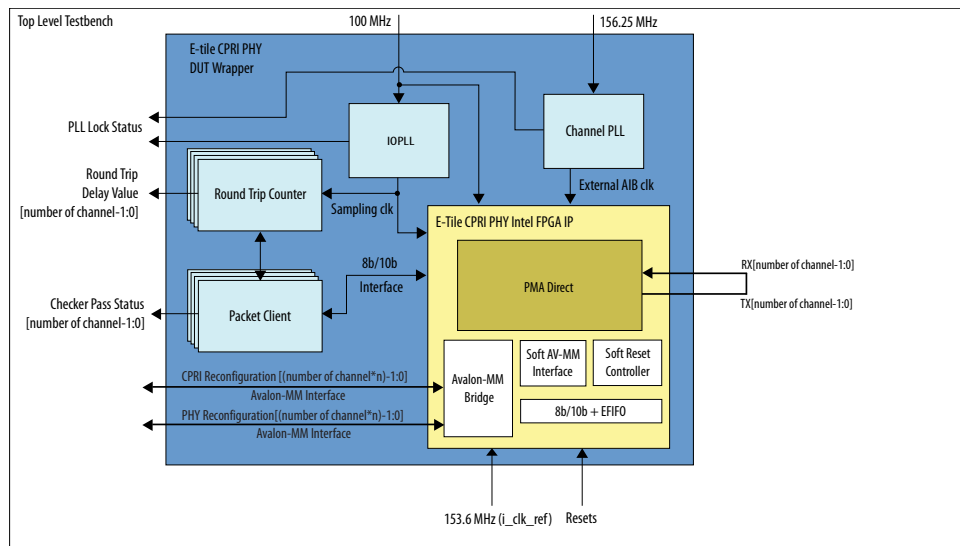 Top Level Testbench
100 MHz
156.25 MHz
E-tile CPRI PHY
DUT Wrapper
PLL Lock Status
IOPLL
Channel PLL
Round Trip
Delay Value
[number of channel-1:0]
Round Trip Counter
Sampling clk
External AIB clk
E-Tile CPRI PHY Intel FPGA IP
8b/10b
Interface
PMA Direct
RX[number of channel-1:0]
TX[number of channel-1:0]
Checker Pass Status
[number of channel-1:0]
Packet Client
CPRI Reconfiguration [(number of channel*n)-1:0]
Avalon-MM Interface
PHY Reconfiguration[(number of channel*n)-1:0]
Avalon-MM Interface
Avalon-MM
Bridge
Soft AV-MM
Interface
Soft Reset
Controller
8b/10b + EFIFO
153.6 MHz (i_clk_ref)
Resets